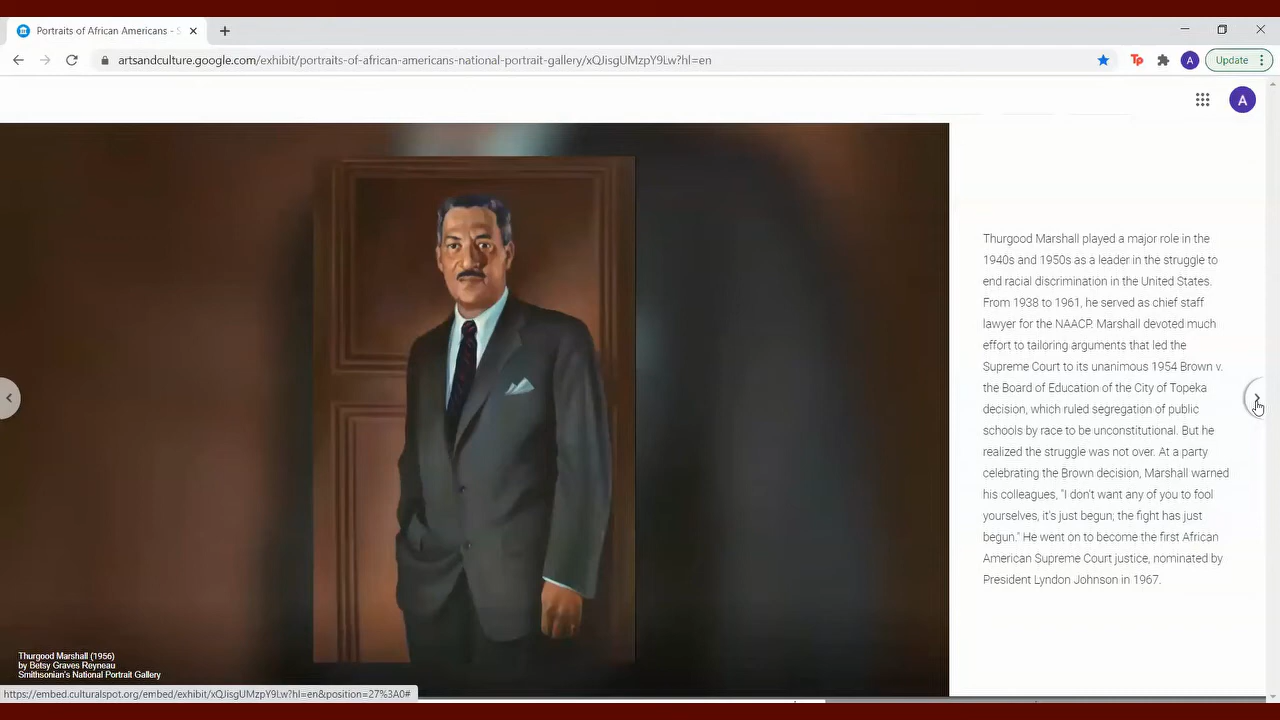 Portraits of African Americans - S
artsandculture.google.com/exhibit/portraits-of-african-americans-national-portrait-gallery/xQJisgUMzpY9Lw?hl=en
Tp
A
Update
A
Thurgood Marshall played a major role in the
1940s and 1950s as a leader in the struggle to
end racial discrimination in the United States.
From 1938 to 1961, he served as chief staff
lawyer for the NAACP. Marshall devoted much
effort to tailoring arguments that led the
Supreme Court to its unanimous 1954 Brown v.
the Board of Education of the City of Topeka
decision, which ruled segregation of public
schools by race to be unconstitutional. But he
realized the struggle was not over. At a party
celebrating the Brown decision, Marshall warned
his colleagues, "I don't want any of you to fool
yourselves, it's just begun; the fight has just
begun." He went on to become the first African
American Supreme Court justice, nominated by
President Lyndon Johnson in 1967.
Thurgood Marshall (1956)
by Betsy Graves Reyneau
Smithsonian's National Portrait Gallery
https://embed.culturalspot.org/embed/exhibit/xQJisgUMzpY9Lw?hl=en&position=27%3A0#